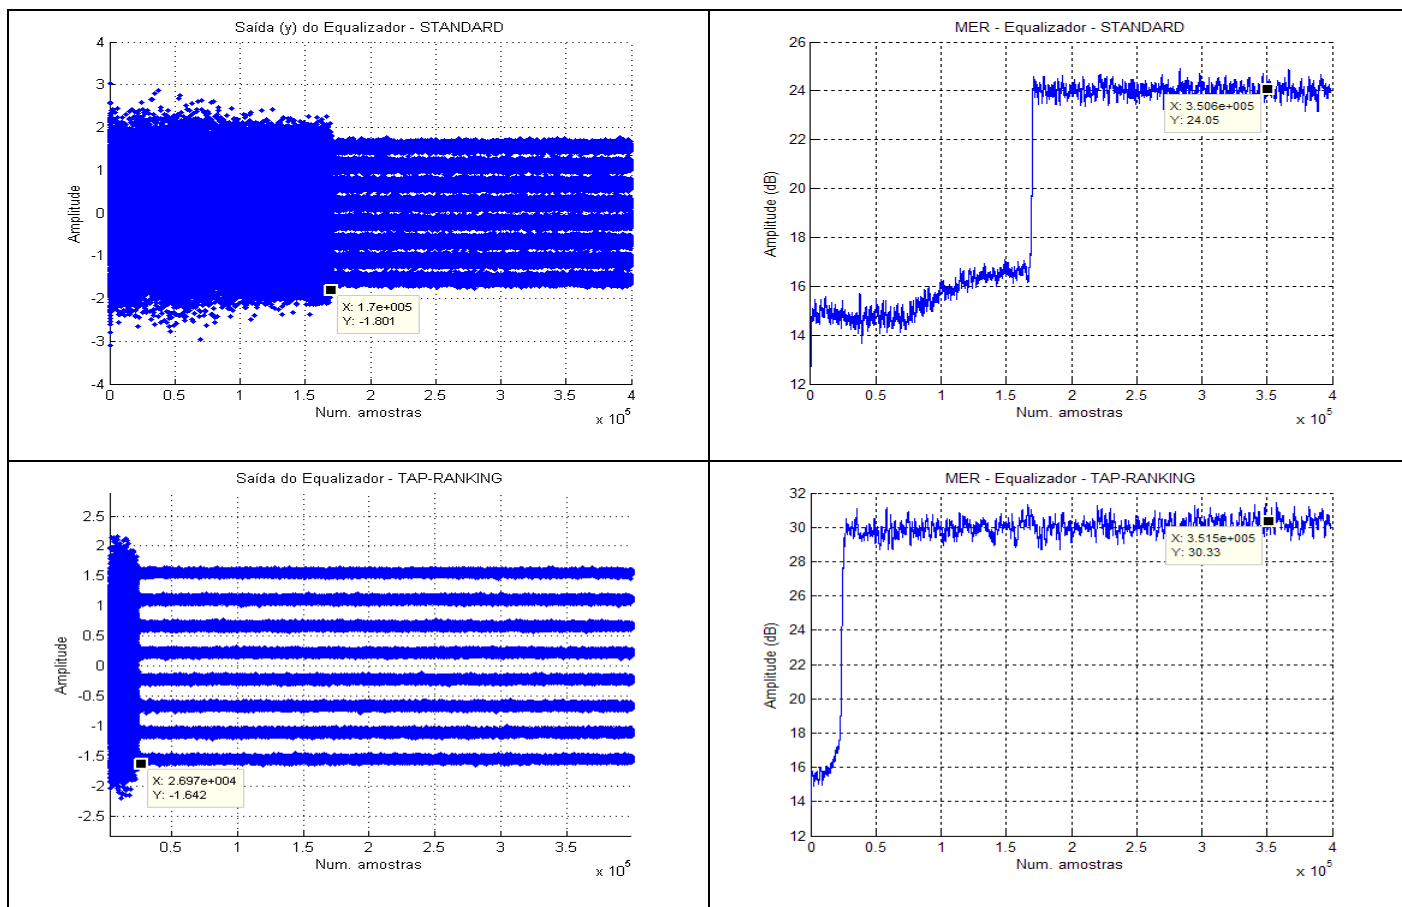 Saída (y) do Equalizador - STANDARD
4
3
2
1
0
-1
-2
-3
-4
Amplitude
X: 1.7e+005
Y: -1.801
0 0.5 1 1.5 2 2.5 3 3.5 4
Num. amostras
x 10^5
MER - Equalizador - STANDARD
26
24
22
20
18
16
14
12
Amplitude (dB)
X: 3.506e+005
Y: 24.05
0 0.5 1 1.5 2 2.5 3 3.5 4
Num. amostras
x 10^5
Saída do Equalizador - TAP-RANKING
2.5
2
1.5
1
0.5
0
-0.5
-1
-1.5
-2
-2.5
Amplitude
X: 2.697e+004
Y: -1.642
0.5 1 1.5 2 2.5 3 3.5
Num. amostras
x 10^5
MER - Equalizador - TAP-RANKING
32
30
28
26
24
22
20
18
16
14
12
Amplitude (dB)
X: 3.515e+005
Y: 30.33
0 0.5 1 1.5 2 2.5 3 3.5 4
Num. amostras
x 10^5